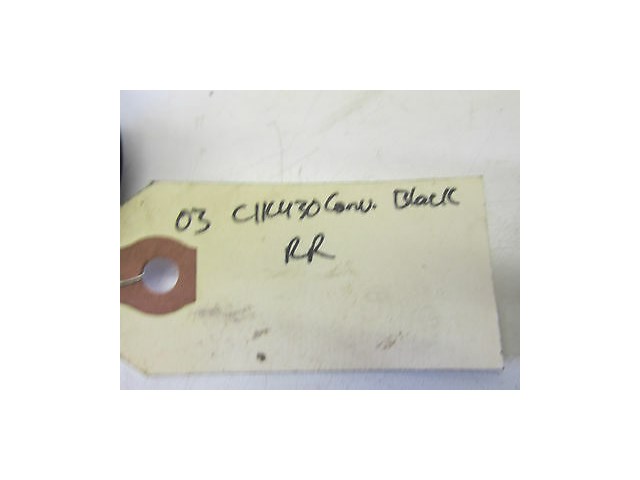 03 ClK430 Conv. Black
RR